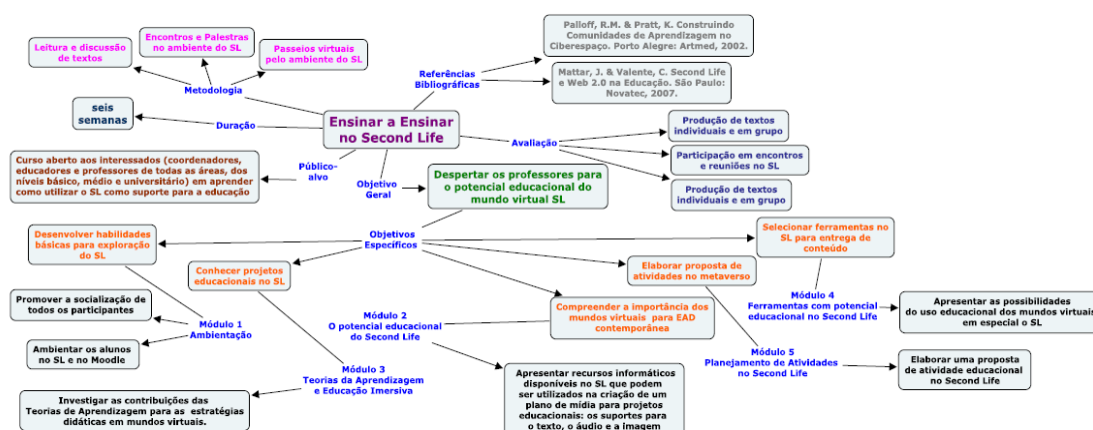 Leitura e discussão
de textos
Encontros e Palestras
no ambiente do SL
Passeios virtuais
pelo ambiente do SL
Metodologia
Referências
Bibliográficas
Palloff, R.M. & Pratt, K. Construindo
Comunidades de Aprendizagem no
Ciberespaço. Porto Alegre: Artmed, 2002.
Mattar, J. & Valente, C. Second Life
e Web 2.0 na Educação. São Paulo:
Novatec, 2007.
seis
semanas
Duração
Ensinar a Ensinar
no Second Life
Avaliação
Produção de textos
individuais e em grupo
Participação em encontros
e reuniões no SL
Produção de textos
individuais e em grupo
Curso aberto aos interessados (coordenadores,
educadores e professores de todas as áreas, dos
níveis básico, médio e universitário) em aprender
como utilizar o SL como suporte para a educação
Público-
alvo
Objetivo
Geral
Despertar os professores para
o potencial educacional do
mundo virtual SL
Objetivos
Específicos
Desenvolver habilidades
básicas para exploração
do SL
Conhecer projetos
educacionais no SL
Compreender a importância dos
mundos virtuais para EAD
contemporânea
Elaborar proposta de
atividades no metaverso
Selecionar ferramentas no
SL para entrega de
conteúdo
Promover a socialização de
todos os participantes
Módulo 1
Ambientação
Ambientar os alunos
no SL e no Moodle
Módulo 2
O potencial educacional
do Second Life
Módulo 3
Teorias da Aprendizagem
e Educação Imersiva
Investigar as contribuições das
Teorias de Aprendizagem para as estratégias
didáticas em mundos virtuais.
Apresentar recursos informáticos
disponíveis no SL que podem
ser utilizados na criação de um
plano de mídia para projetos
educacionais: os suportes para
o texto, o áudio e a imagem
Módulo 4
Ferramentas com potencial
educacional no Second Life
Apresentar as possibilidades
do uso educacional dos mundos virtuais
em especial o SL
Módulo 5
Planejamento de Atividades
no Second Life
Elaborar uma proposta
de atividade educacional
no Second Life